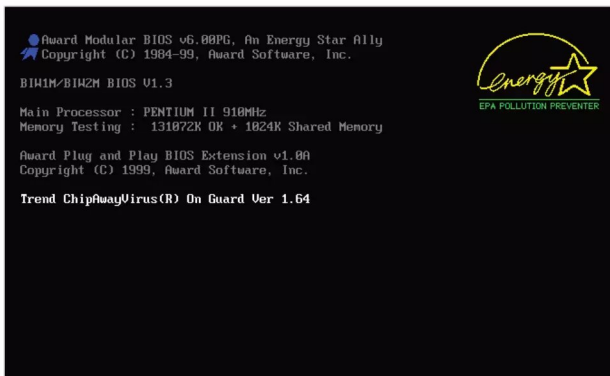 Award Modular BIOS v6.00PG, An Energy Star Ally
Copyright (C) 1984-99, Award Software, Inc.
BIW1M/BIW2M BIOS V1.3
Main Processor : PENTIUM II 910MHz
Memory Testing : 131072K OK + 1024K Shared Memory
Award Plug and Play BIOS Extension v1.0A
Copyright (C) 1999, Award Software, Inc.
Trend ChipAwayVirus(R) On Guard Ver 1.64
energy
EPA POLLUTION PREVENTER